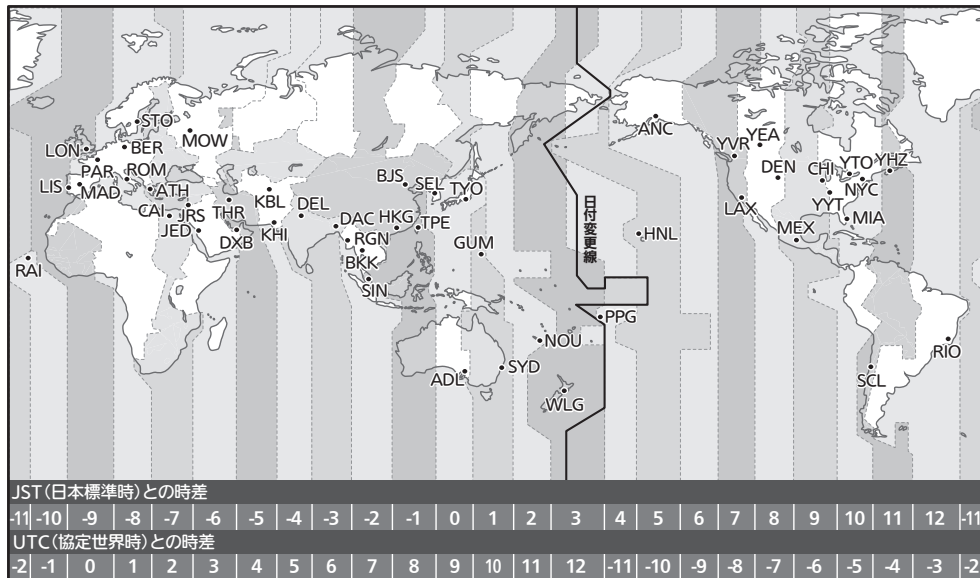 STO
MOW
LON
BER
PAR
ROM
LIS
MAD
ATH
CAI
JRS
JED
THR
DXB
KBL
KHI
DEL
DAC
RGN
BKK
SIN
HKG
BJS
SEL
TYO
TPE
GUM
RAI
ADL
SYD
NOU
WLG
日付変更線
PPG
HNL
ANC
YVR
YEA
DEN
LAX
CHI
YTO
YHZ
NYC
YYT
MIA
MEX
SCL
RIO
JST(日本標準時)との時差
-11 -10 -9 -8 -7 -6 -5 -4 -3 -2 -1 0 1 2 3 4 5 6 7 8 9 10 11 12 -11
UTC(協定世界時)との時差
-2 -1 0 1 2 3 4 5 6 7 8 9 10 11 12 -11 -10 -9 -8 -7 -6 -5 -4 -3 -2